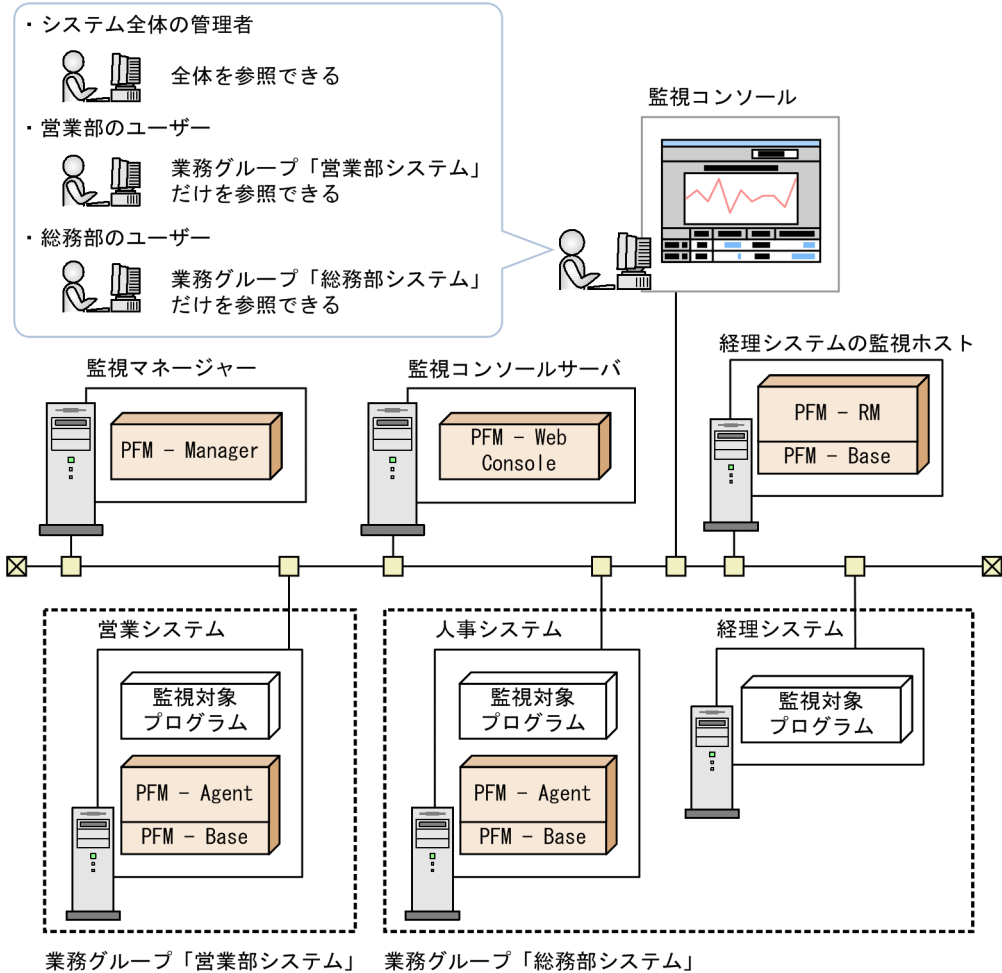 ・システム全体の管理者
全体を参照できる
・営業部のユーザー
業務グループ「営業部システム」
だけを参照できる
・総務部のユーザー
業務グループ「総務部システム」
だけを参照できる
監視コンソール
監視マネージャー
PFM − Manager
監視コンソールサーバ
PFM − Web
Console
経理システムの監視ホスト
PFM − RM
PFM − Base
営業システム
監視対象
プログラム
PFM − Agent
PFM − Base
人事システム
監視対象
プログラム
PFM − Agent
PFM − Base
経理システム
監視対象
プログラム
業務グループ「営業部システム」
業務グループ「総務部システム」